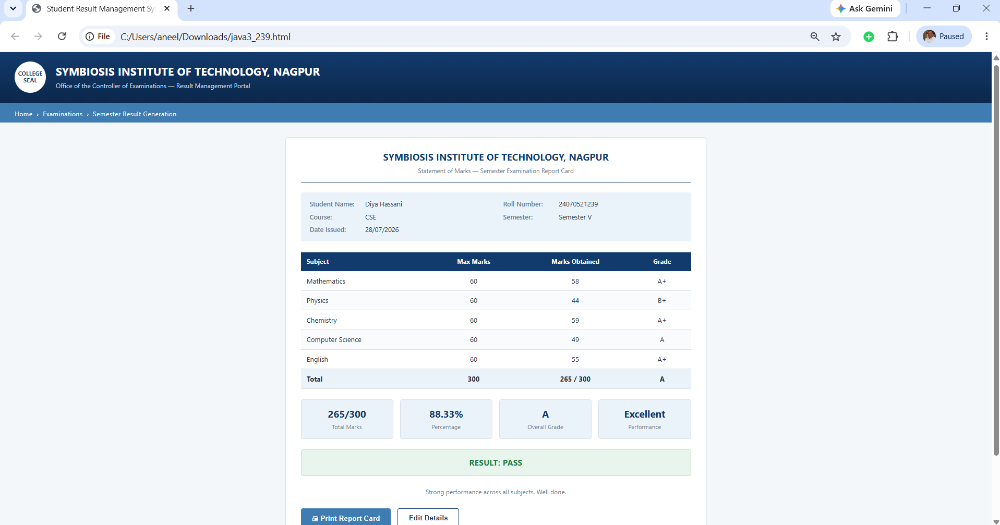 Student Result Management Sy
Ask Gemini
File
C:/Users/aneel/Downloads/java3_239.html
Paused
COLLEGE
SEAL
SYMBIOSIS INSTITUTE OF TECHNOLOGY, NAGPUR
Office of the Controller of Examinations — Result Management Portal
Home › Examinations › Semester Result Generation
SYMBIOSIS INSTITUTE OF TECHNOLOGY, NAGPUR
Statement of Marks — Semester Examination Report Card
Student Name: Diya Hassani Roll Number: 24070521239
Course: CSE Semester: Semester V
Date Issued: 28/07/2026
Subject Max Marks Marks Obtained Grade
Mathematics 60 58 A+
Physics 60 44 B+
Chemistry 60 59 A+
Computer Science 60 49 A
English 60 55 A+
Total 300 265 / 300 A
265/300 88.33% A Excellent
Total Marks Percentage Overall Grade Performance
RESULT: PASS
Strong performance across all subjects. Well done.
Print Report Card Edit Details